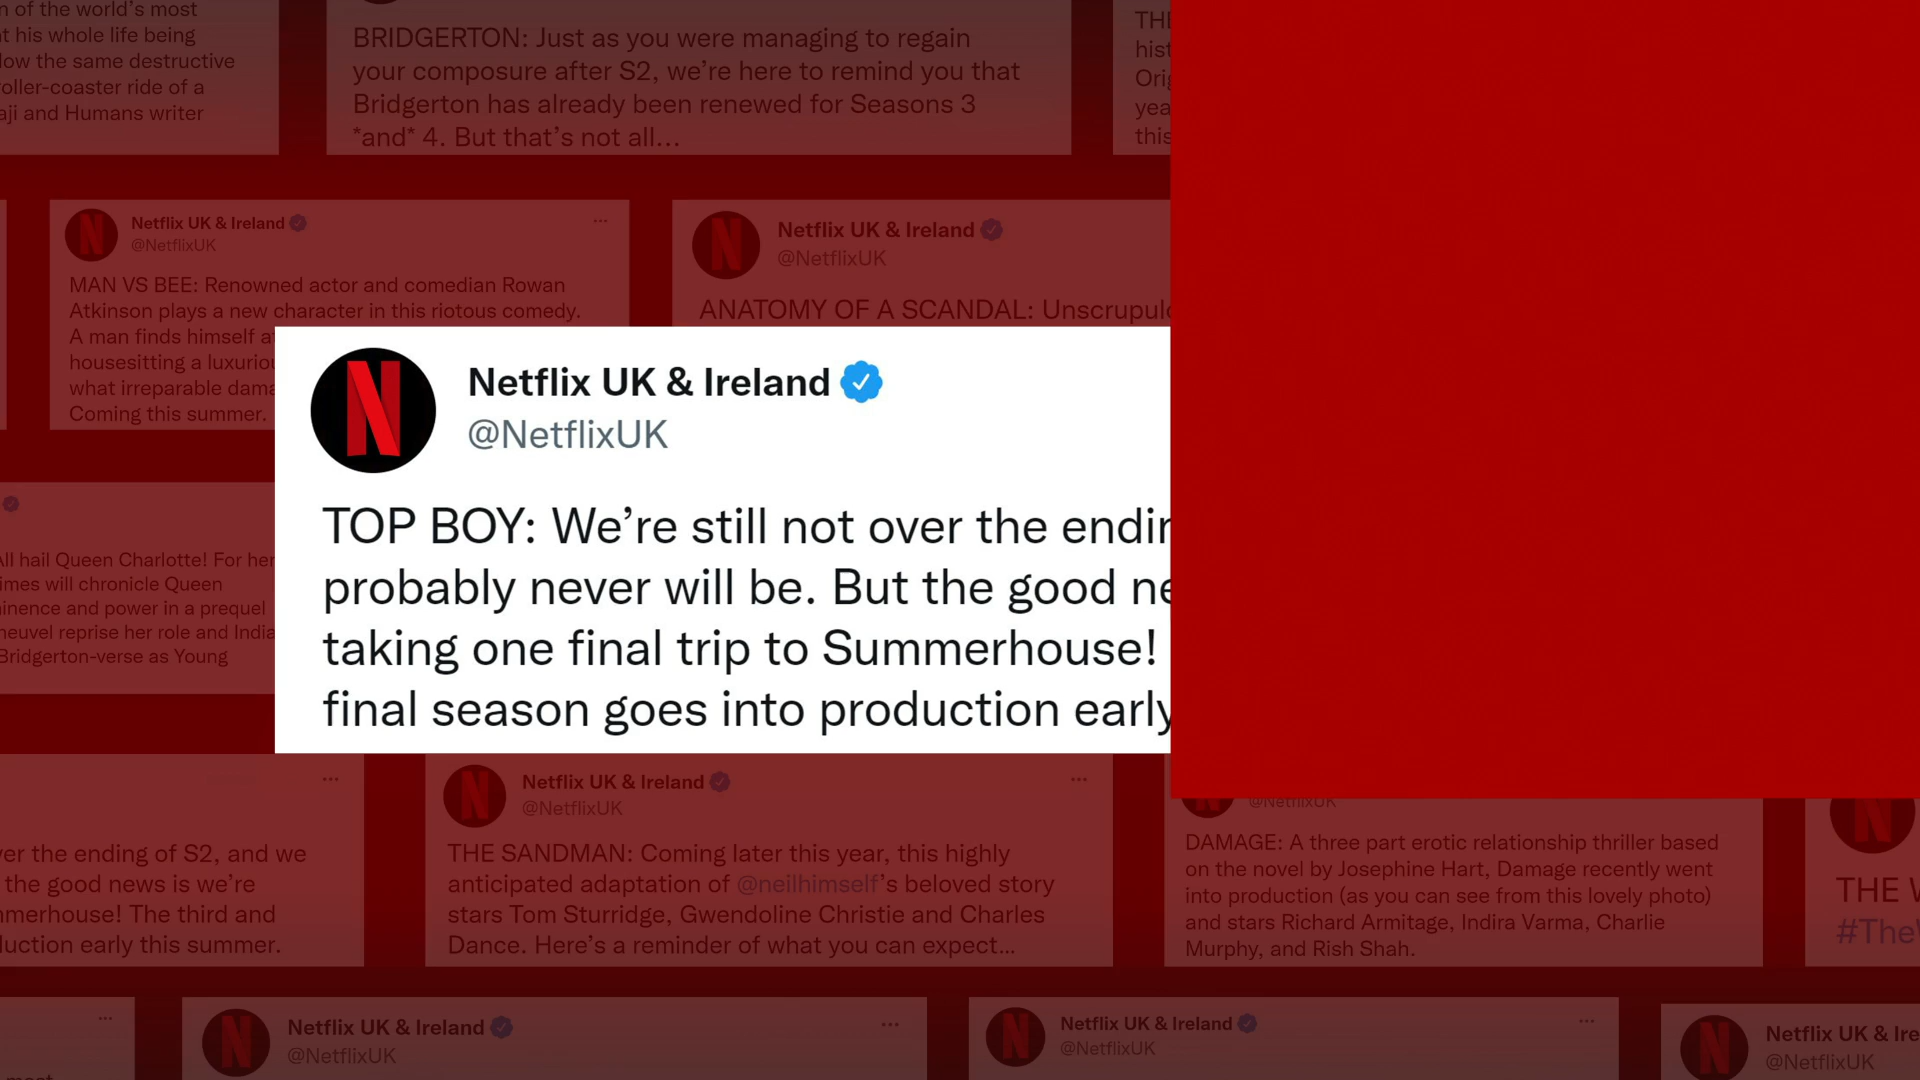 n of the world's most
t his whole life being
low the same destructive
oller-coaster ride of a
aji and Humans writer
BRIDGERTON: Just as you were managing to regain
your composure after S2, we're here to remind you that
Bridgerton has already been renewed for Seasons 3
*and* 4. But that's not all...
TH
hist
Orig
yea
this
Netflix UK & Ireland
@NetflixUK
MAN VS BEE: Renowned actor and comedian Rowan
Atkinson plays a new character in this riotous comedy.
A man finds himself a
housesitting a luxuriou
what irreparable dama
Coming this summer.
Netflix UK & Ireland
@NetflixUK
ANATOMY OF A SCANDAL: Unscrupulo
Netflix UK & Ireland
@NetflixUK
TOP BOY: We're still not over the endin
probably never will be. But the good ne
taking one final trip to Summerhouse!
final season goes into production early
All hail Queen Charlotte! For her
imes will chronicle Queen
inence and power in a prequel
heuvel reprise her role and India
Bridgerton-verse as Young
er the ending of S2, and we
the good news is we're
mmerhouse! The third and
duction early this summer.
Netflix UK & Ireland
@NetflixUK
THE SANDMAN: Coming later this year, this highly
anticipated adaptation of @neilhimself's beloved story
stars Tom Sturridge, Gwendoline Christie and Charles
Dance. Here's a reminder of what you can expect...
@NetflixUK
DAMAGE: A three part erotic relationship thriller based
on the novel by Josephine Hart, Damage recently went
into production (as you can see from this lovely photo)
and stars Richard Armitage, Indira Varma, Charlie
Murphy, and Rish Shah.
THE
#The
Netflix UK & Ireland
@NetflixUK
Netflix UK & Ireland
@NetflixUK
Netflix UK & Ire
@NetflixUK